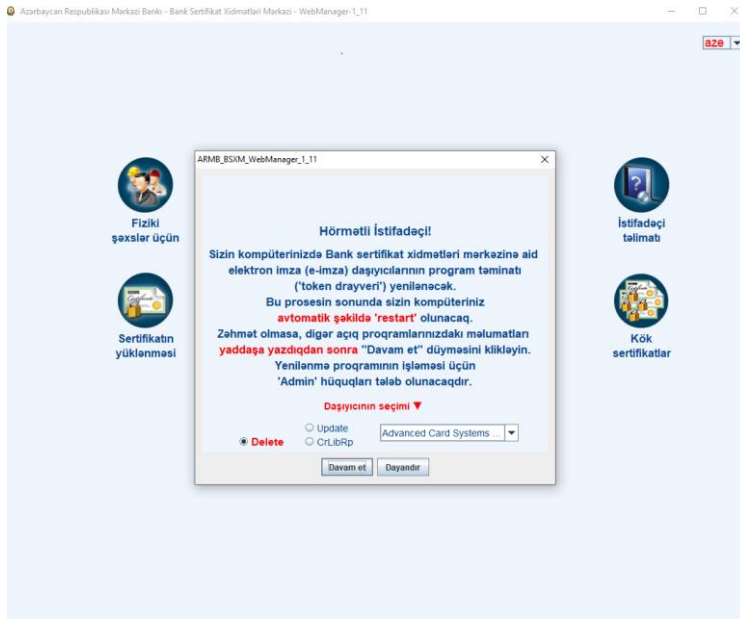 Azərbaycan Respublikası Mərkəzi Bankı - Bank Sertifikat Xidmətləri Mərkəzi - WebManager-1_11
aze
ARMB_BSXM_WebManager_1_11
Hörmətli İstifadəçi!
Sizin kompüterinizdə Bank sertifikat xidmətləri mərkəzinə aid
elektron imza (e-imza) daşıyıcılarının program təminatı
('token drayveri') yenilənəcək.
Bu prosesin sonunda sizin kompüteriniz
avtomatik şəkildə 'restart' olunacaq.
Zəhmət olmasa, digər açıq proqramlarınızdakı məlumatları
yaddaşa yazdıqdan sonra "Davam et" düyməsini klikləyin.
Yenilənmə proqramının işləməsi üçün
'Admin' hüquqları tələb olunacaqdır.
Daşıyıcının seçimi ▼
Update
Delete
CrLibRp
Advanced Card Systems ...
Davam et
Dayandır
Fiziki
şəxslər üçün
Sertifikatın
yüklənməsi
İstifadəçi
təlimatı
Kök
sertifikatlar